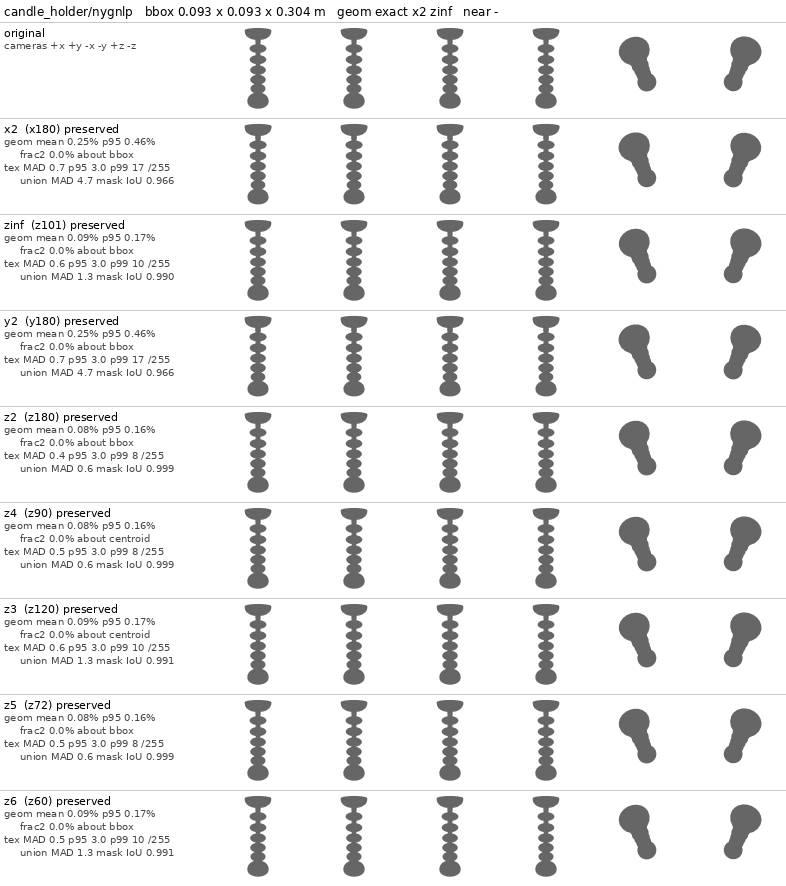 candle_holder/nygnlp   bbox 0.093 x 0.093 x 0.304 m   geom exact x2 zinf   near -
original
cameras +x +y -x -y +z -z
x2  (x180) preserved
geom mean 0.25% p95 0.46%
frac2 0.0% about bbox
tex MAD 0.7 p95 3.0 p99 17 /255
union MAD 4.7 mask IoU 0.966
zinf  (z101) preserved
geom mean 0.09% p95 0.17%
frac2 0.0% about bbox
tex MAD 0.6 p95 3.0 p99 10 /255
union MAD 1.3 mask IoU 0.990
y2  (y180) preserved
geom mean 0.25% p95 0.46%
frac2 0.0% about bbox
tex MAD 0.7 p95 3.0 p99 17 /255
union MAD 4.7 mask IoU 0.966
z2  (z180) preserved
geom mean 0.08% p95 0.16%
frac2 0.0% about bbox
tex MAD 0.4 p95 3.0 p99 8 /255
union MAD 0.6 mask IoU 0.999
z4  (z90) preserved
geom mean 0.08% p95 0.16%
frac2 0.0% about centroid
tex MAD 0.5 p95 3.0 p99 8 /255
union MAD 0.6 mask IoU 0.999
z3  (z120) preserved
geom mean 0.09% p95 0.17%
frac2 0.0% about centroid
tex MAD 0.6 p95 3.0 p99 10 /255
union MAD 1.3 mask IoU 0.991
z5  (z72) preserved
geom mean 0.08% p95 0.16%
frac2 0.0% about bbox
tex MAD 0.5 p95 3.0 p99 8 /255
union MAD 0.6 mask IoU 0.999
z6  (z60) preserved
geom mean 0.09% p95 0.17%
frac2 0.0% about bbox
tex MAD 0.5 p95 3.0 p99 10 /255
union MAD 1.3 mask IoU 0.991